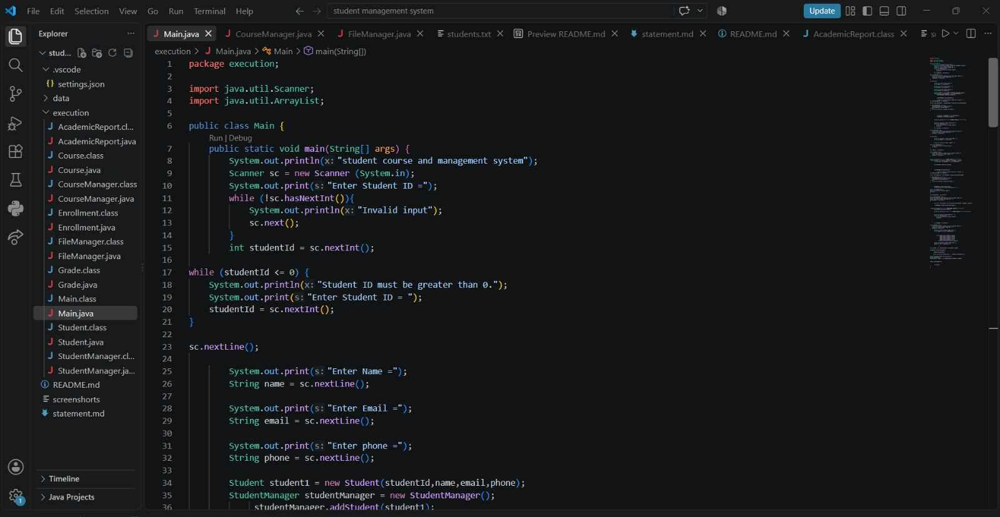 File Edit Selection View Go Run Terminal Help student management system Update
Explorer
stud...
.vscode
settings.json
data
execution
AcademicReport.cl...
AcademicReport.java
Course.class
Course.java
CourseManager.class
CourseManager.java
Enrollment.class
Enrollment.java
FileManager.class
FileManager.java
Grade.class
Grade.java
Main.class
Main.java
Student.class
Student.java
StudentManager.cl...
StudentManager.ja...
README.md
screenshorts
statement.md
Timeline
Java Projects
1
Main.java CourseManager.java FileManager.java students.txt Preview README.md statement.md README.md AcademicReport.class
execution > Main.java > Main > main(String[])
1 package execution;
2
3 import java.util.Scanner;
4 import java.util.ArrayList;
5
6 public class Main {
Run | Debug
7 public static void main(String[] args) {
8 System.out.println(x: "student course and management system");
9 Scanner sc = new Scanner (System.in);
10 System.out.print(s: "Enter Student ID =");
11 while (!sc.hasNextInt()){
12 System.out.println(x: "Invalid input");
13 sc.next();
14 }
15 int studentId = sc.nextInt();
16
17 while (studentId <= 0) {
18 System.out.println(x: "Student ID must be greater than 0.");
19 System.out.print(s: "Enter Student ID = ");
20 studentId = sc.nextInt();
21 }
22
23 sc.nextLine();
24
25 System.out.print(s: "Enter Name =");
26 String name = sc.nextLine();
27
28 System.out.print(s: "Enter Email =");
29 String email = sc.nextLine();
30
31 System.out.print(s: "Enter phone =");
32 String phone = sc.nextLine();
33
34 Student student1 = new Student(studentId,name,email,phone);
35 StudentManager studentManager = new StudentManager();
36 studentManager.addStudent(student1);